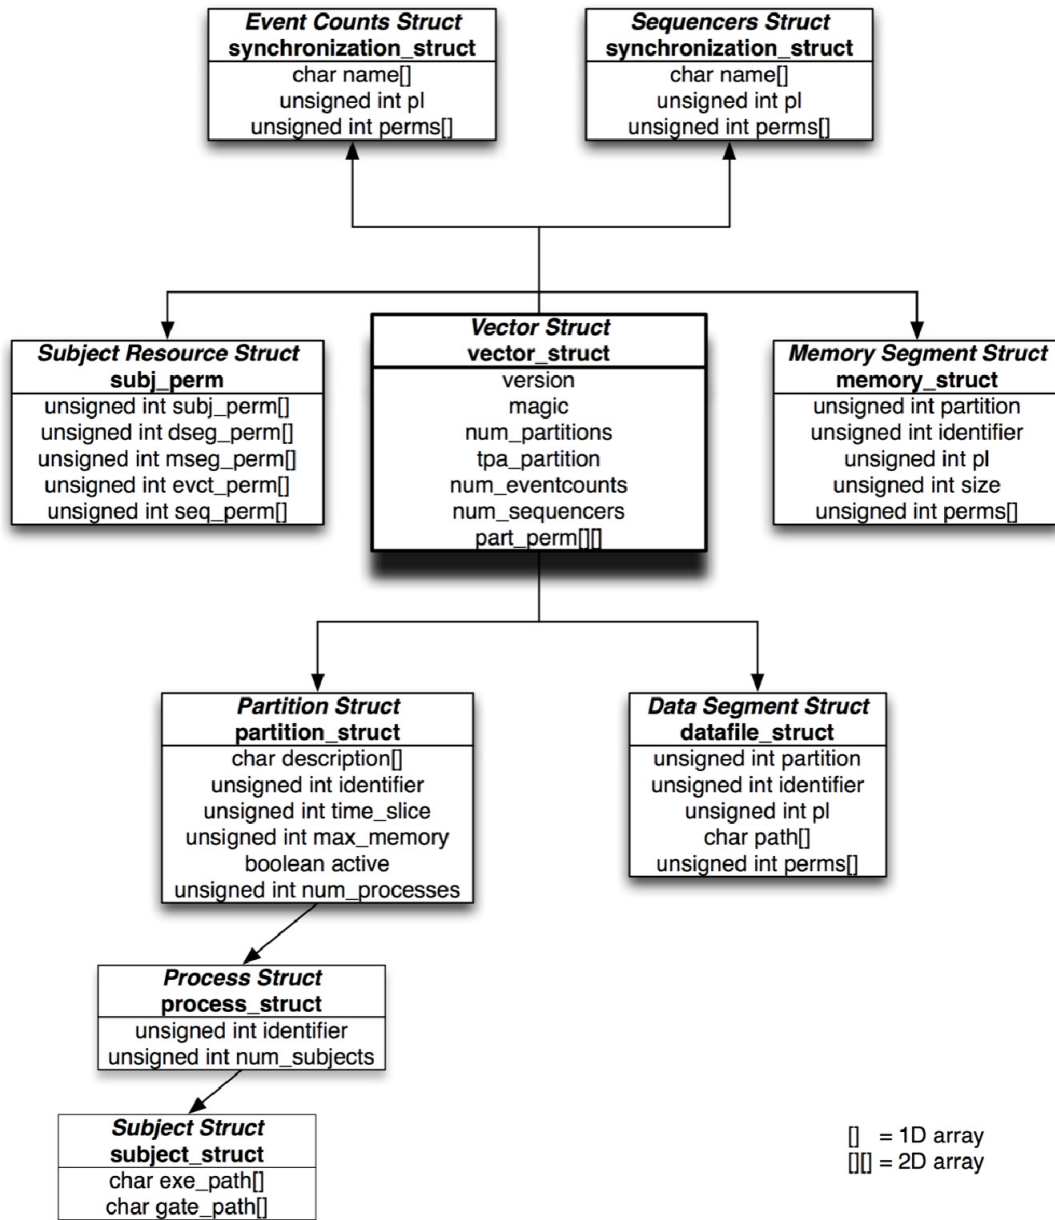 Event Counts Struct
synchronization_struct
char name[]
unsigned int pl
unsigned int perms[]
Sequencers Struct
synchronization_struct
char name[]
unsigned int pl
unsigned int perms[]
Subject Resource Struct
subj_perm
unsigned int subj_perm[]
unsigned int dseg_perm[]
unsigned int mseg_perm[]
unsigned int evct_perm[]
unsigned int seq_perm[]
Vector Struct
vector_struct
version
magic
num_partitions
tpa_partition
num_eventcounts
num_sequencers
part_perm[][]
Memory Segment Struct
memory_struct
unsigned int partition
unsigned int identifier
unsigned int pl
unsigned int size
unsigned int perms[]
Partition Struct
partition_struct
char description[]
unsigned int identifier
unsigned int time_slice
unsigned int max_memory
boolean active
unsigned int num_processes
Data Segment Struct
datafile_struct
unsigned int partition
unsigned int identifier
unsigned int pl
char path[]
unsigned int perms[]
Process Struct
process_struct
unsigned int identifier
unsigned int num_subjects
Subject Struct
subject_struct
char exe_path[]
char gate_path[]
[] = 1D array
[][] = 2D array